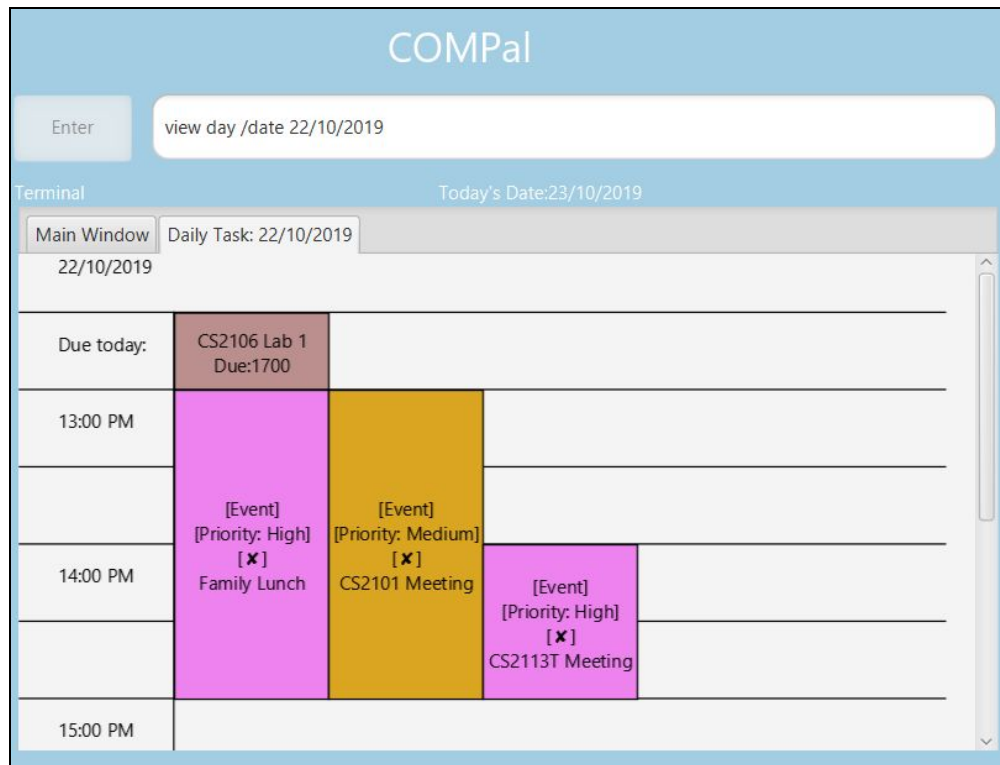 COMPal
Enter
view day /date 22/10/2019
Terminal
Today's Date:23/10/2019
Main Window
Daily Task: 22/10/2019
22/10/2019
Due today:
CS2106 Lab 1
Due:1700
13:00 PM
[Event]
[Priority: High]
[✘]
Family Lunch
[Event]
[Priority: Medium]
[✘]
CS2101 Meeting
14:00 PM
[Event]
[Priority: High]
[✘]
CS2113T Meeting
15:00 PM